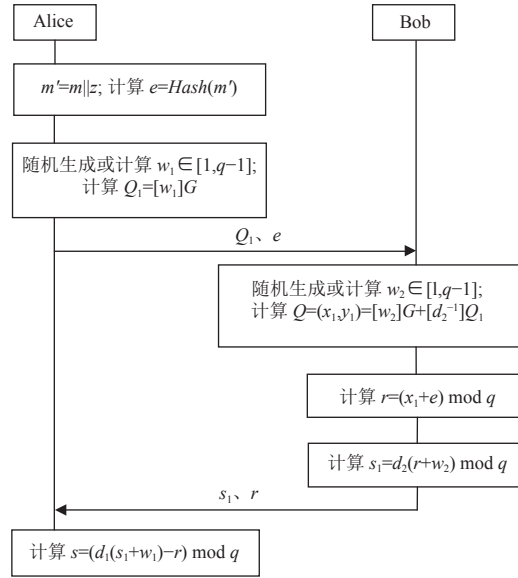 Alice
Bob
m′=m||z; 计算 e=Hash(m′)
随机生成或计算 w₁∈[1,q−1];
计算 Q₁=[w₁]G
Q₁、e
随机生成或计算 w₂∈[1,q−1];
计算 Q=(x₁,y₁)=[w₂]G+[d₂⁻¹]Q₁
计算 r=(x₁+e) mod q
计算 s₁=d₂(r+w₂) mod q
s₁、r
计算 s=(d₁(s₁+w₁)−r) mod q